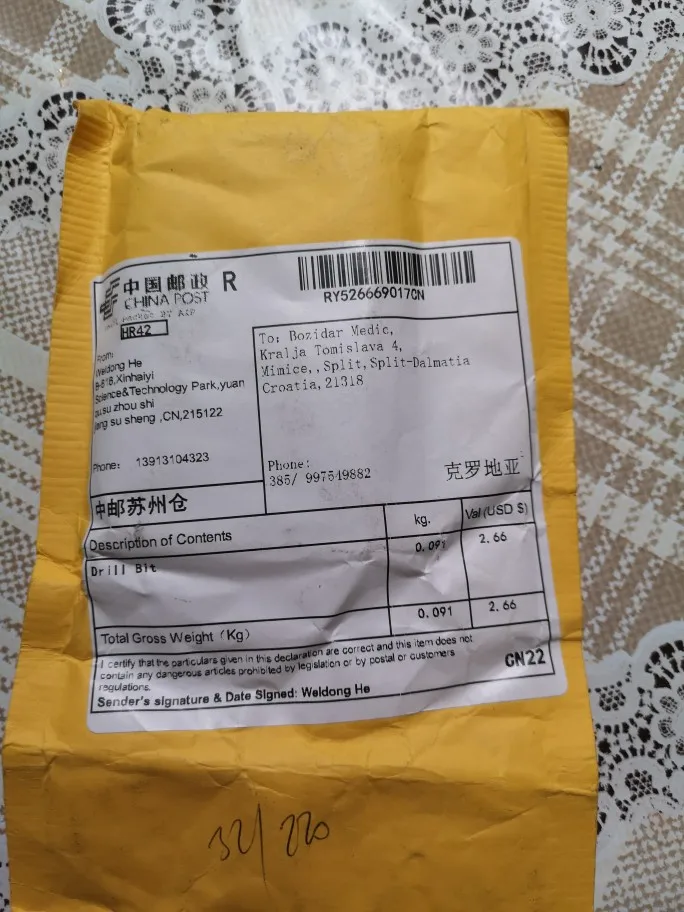 中国邮政 R
CHINA POST
HR42
RY526669017CN
From:
Weidong He
B-818,Xinhaiyi
Science&Technology Park,yuan
ou,su zhou shi
ang su sheng ,CN,215122
Phone: 13913104323
中邮苏州仓
To: Bozidar Medic,
Kralja Tomislava 4,
Mimice,,Split,Split-Dalmatia
Croatia,21318
Phone:
385/ 997549882
克罗地亚
Description of Contents kg. Val(USD $)
Drill Bit 0.091 2.66
Total Gross Weight (Kg) 0.091 2.66
I certify that the particulars given in this declaration are correct and this item does not
contain any dangerous articles prohibited by legislation or by postal or customers
regulations.
Sender's signature & Date Signed: Weidong He
CN22
32/220